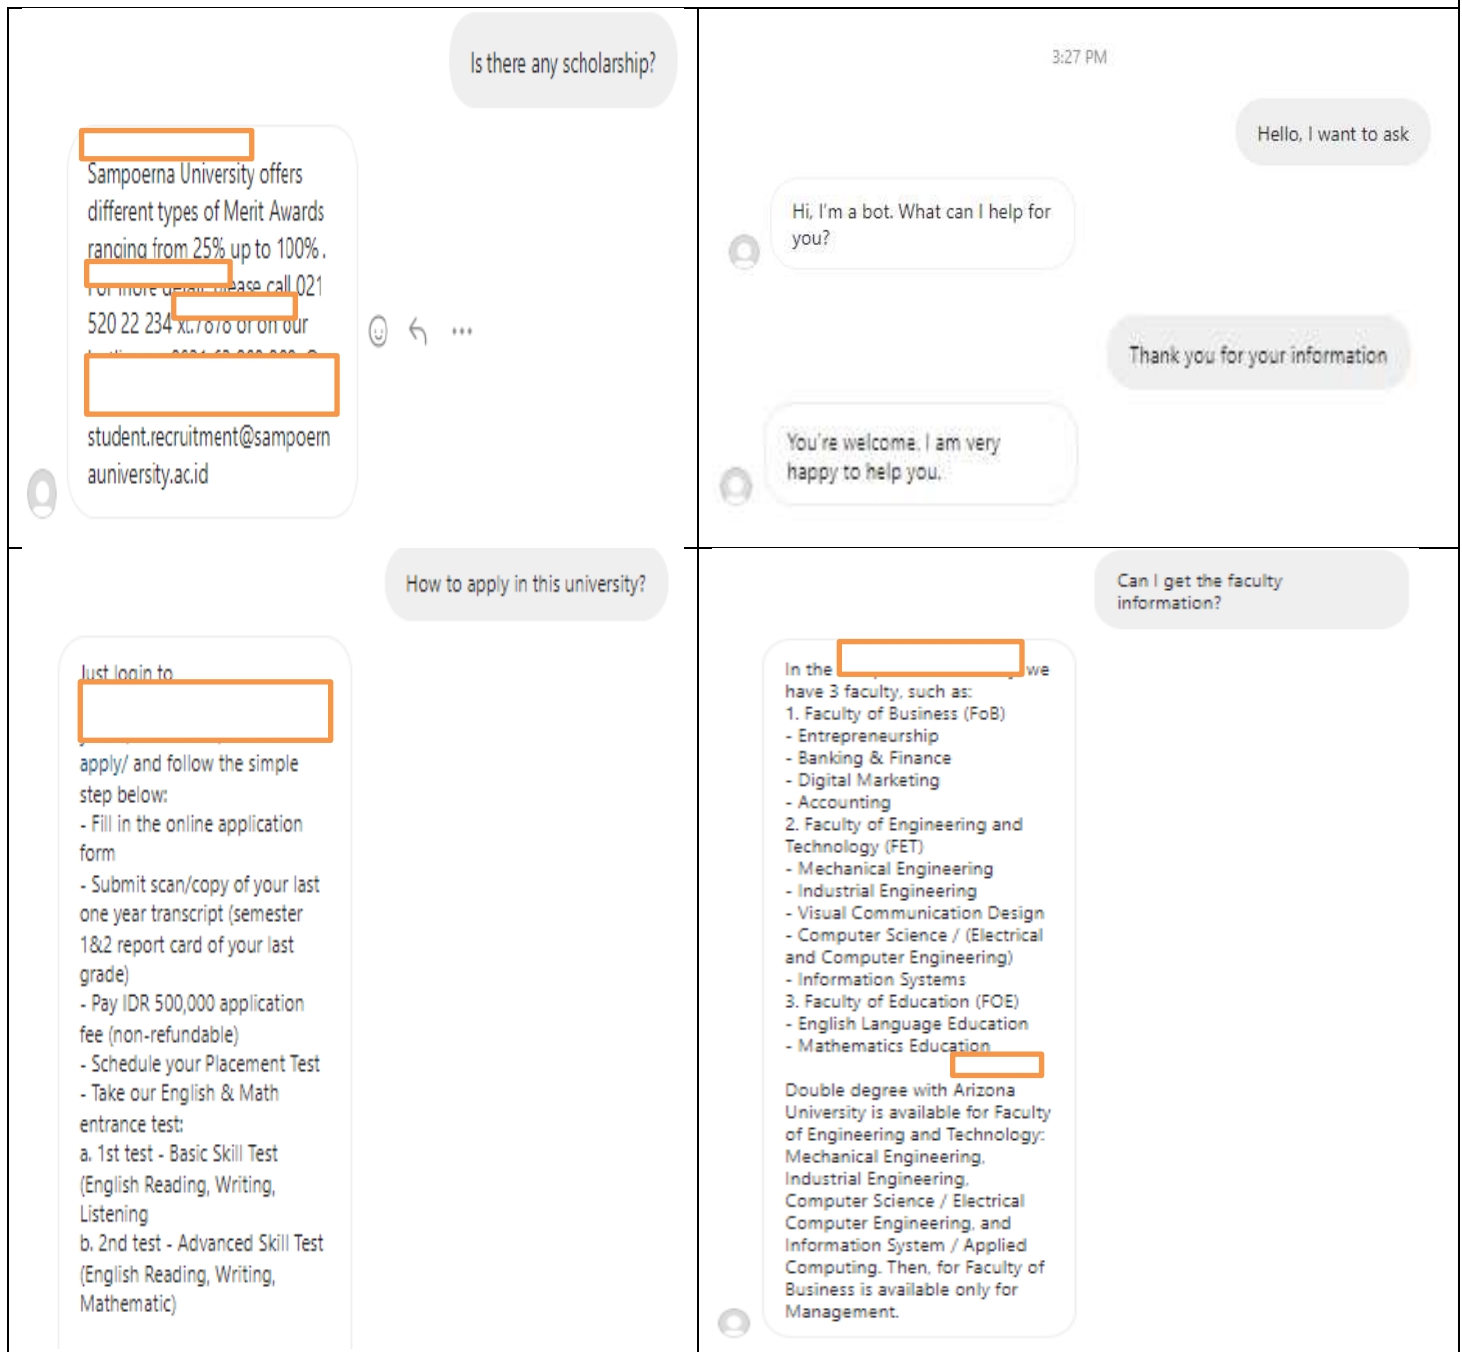 Is there any scholarship?
Sampoerna University offers
different types of Merit Awards
ranging from 25% up to 100% .
For more detail, please call 021
520 22 234 xt.7878 or on our
student.recruitment@sampoern
auniversity.ac.id
3:27 PM
Hello, I want to ask
Hi, I'm a bot. What can I help for
you?
Thank you for your information
You're welcome. I am very
happy to help you.
How to apply in this university?
Just login to
apply/ and follow the simple
step below:
- Fill in the online application
form
- Submit scan/copy of your last
one year transcript (semester
1&2 report card of your last
grade)
- Pay IDR 500,000 application
fee (non-refundable)
- Schedule your Placement Test
- Take our English & Math
entrance test:
a. 1st test - Basic Skill Test
(English Reading, Writing,
Listening
b. 2nd test - Advanced Skill Test
(English Reading, Writing,
Mathematic)
Can I get the faculty
information?
In the we
have 3 faculty, such as:
1. Faculty of Business (FoB)
- Entrepreneurship
- Banking & Finance
- Digital Marketing
- Accounting
2. Faculty of Engineering and
Technology (FET)
- Mechanical Engineering
- Industrial Engineering
- Visual Communication Design
- Computer Science / (Electrical
and Computer Engineering)
- Information Systems
3. Faculty of Education (FOE)
- English Language Education
- Mathematics Education
Double degree with Arizona
University is available for Faculty
of Engineering and Technology:
Mechanical Engineering,
Industrial Engineering,
Computer Science / Electrical
Computer Engineering, and
Information System / Applied
Computing. Then, for Faculty of
Business is available only for
Management.